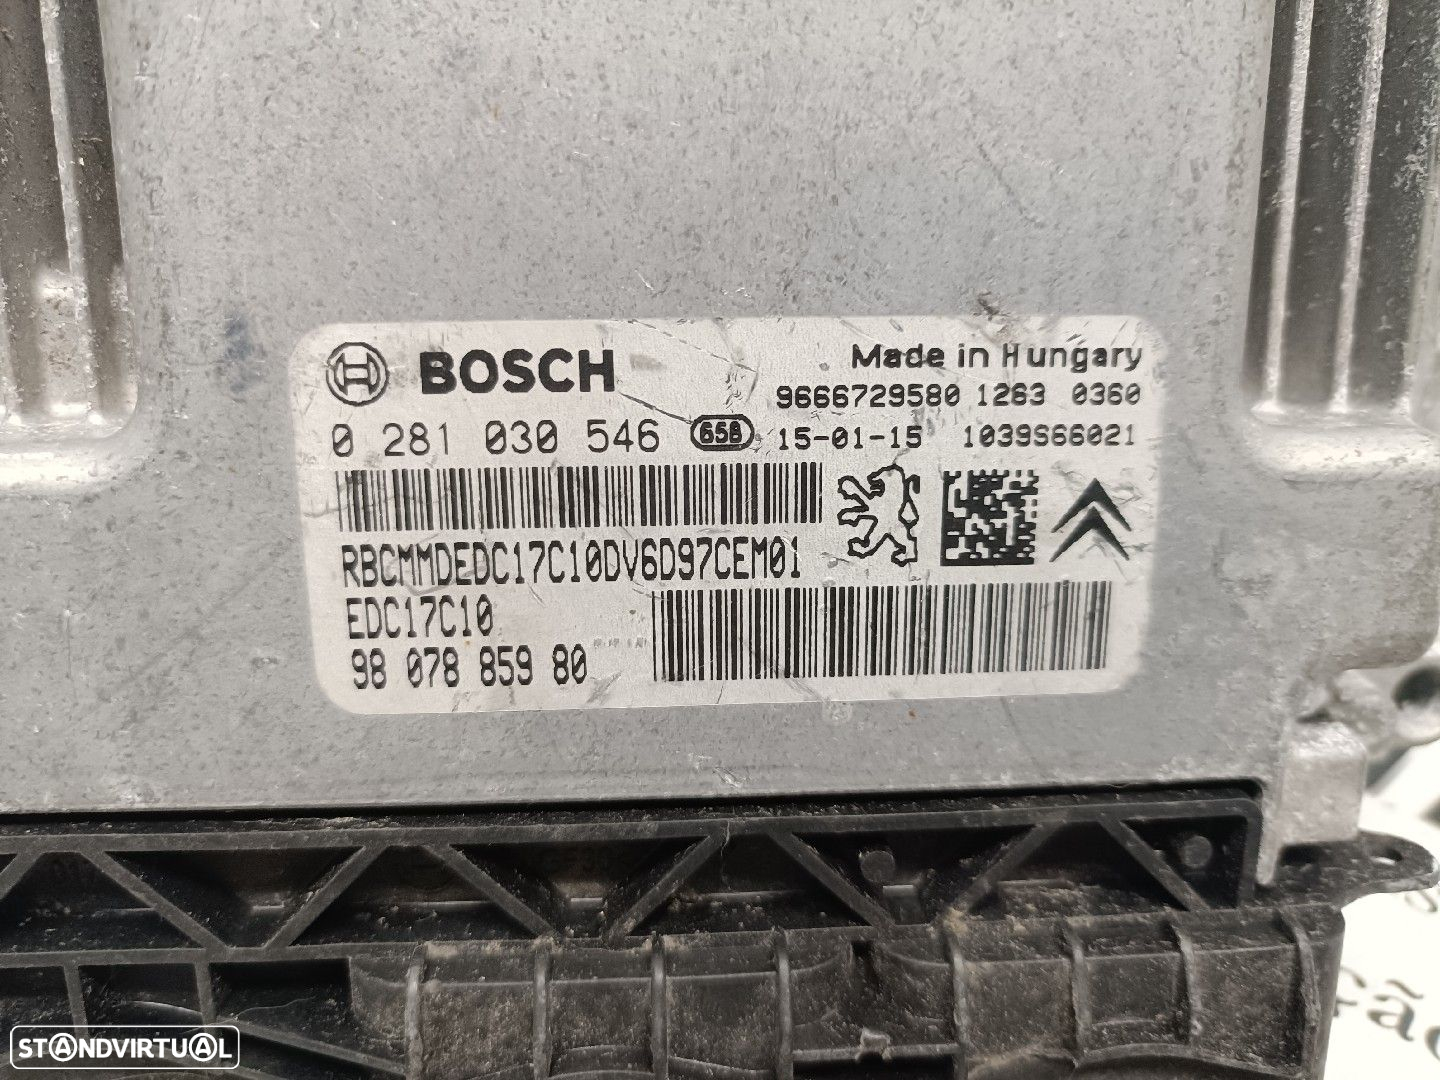 BOSCH
Made in Hungary
9666729580 1263 0360
0 281 030 546 658
15-01-15 1039S66021
RBCMMDEDC17C10DV6D97CEM01
EDC17C10
98 078 859 80
STANDVIRTUAL